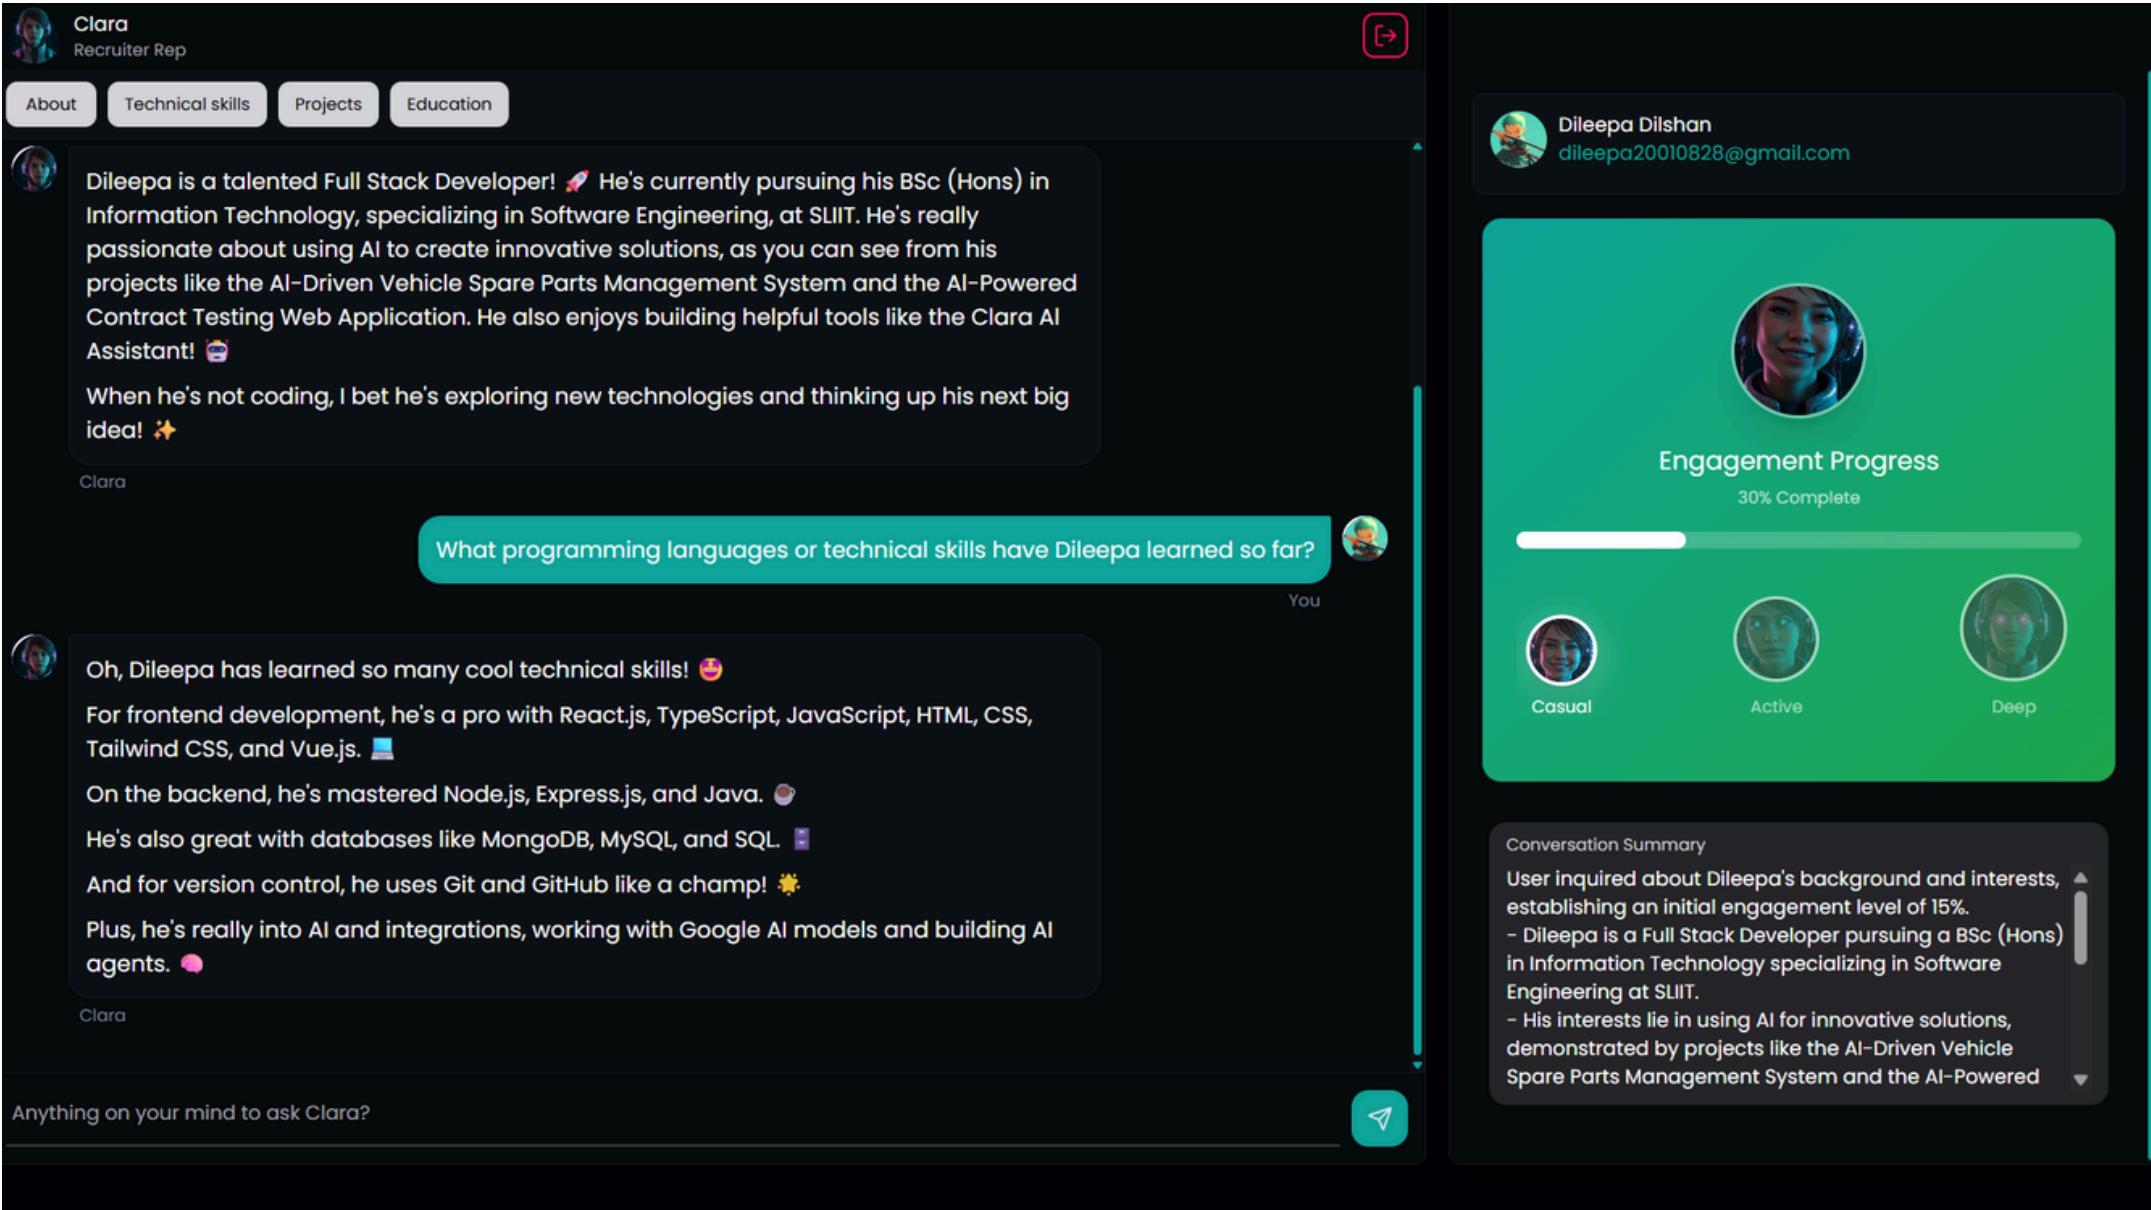 Clara
Recruiter Rep
About
Technical skills
Projects
Education
Dileepa is a talented Full Stack Developer! 🚀 He's currently pursuing his BSc (Hons) in
Information Technology, specializing in Software Engineering, at SLIIT. He's really
passionate about using AI to create innovative solutions, as you can see from his
projects like the AI-Driven Vehicle Spare Parts Management System and the AI-Powered
Contract Testing Web Application. He also enjoys building helpful tools like the Clara AI
Assistant! 🤖
When he's not coding, I bet he's exploring new technologies and thinking up his next big
idea! ✨
Clara
What programming languages or technical skills have Dileepa learned so far?
You
Oh, Dileepa has learned so many cool technical skills! 🤩
For frontend development, he's a pro with React.js, TypeScript, JavaScript, HTML, CSS,
Tailwind CSS, and Vue.js. 💻
On the backend, he's mastered Node.js, Express.js, and Java. ☕
He's also great with databases like MongoDB, MySQL, and SQL. 🗄️
And for version control, he uses Git and GitHub like a champ! 🌟
Plus, he's really into AI and integrations, working with Google AI models and building AI
agents. 🧠
Clara
Anything on your mind to ask Clara?
Dileepa Dilshan
dileepa20010828@gmail.com
Engagement Progress
30% Complete
Casual
Active
Deep
Conversation Summary
User inquired about Dileepa's background and interests,
establishing an initial engagement level of 15%.
- Dileepa is a Full Stack Developer pursuing a BSc (Hons)
in Information Technology specializing in Software
Engineering at SLIIT.
- His interests lie in using AI for innovative solutions,
demonstrated by projects like the AI-Driven Vehicle
Spare Parts Management System and the AI-Powered